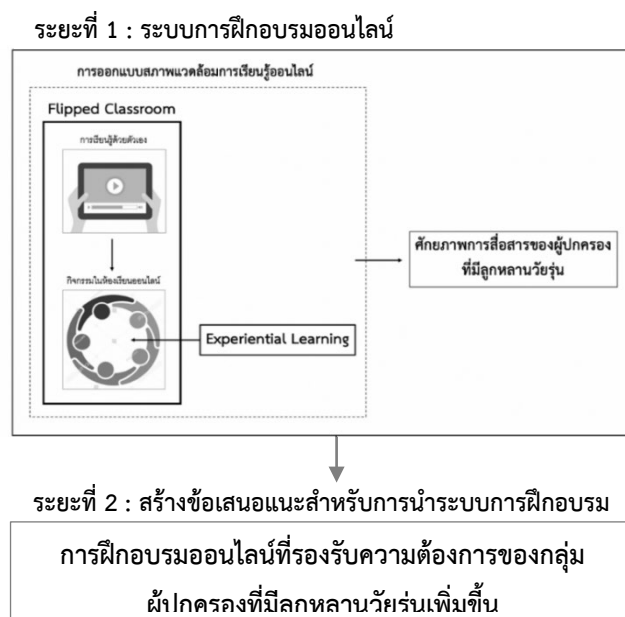 ระยะที่ 1 : ระบบการฝึกอบรมออนไลน์
การออกแบบสภาพแวดล้อมการเรียนรู้ออนไลน์
Flipped Classroom
การเรียนรู้ด้วยตัวเอง
กิจกรรมในห้องเรียนออนไลน์
Experiential Learning
ศักยภาพการสื่อสารของผู้ปกครอง
ที่มีลูกหลานวัยรุ่น
ระยะที่ 2 : สร้างข้อเสนอแนะสำหรับการนำระบบการฝึกอบรม
การฝึกอบรมออนไลน์ที่รองรับความต้องการของกลุ่ม
ผู้ปกครองที่มีลูกหลานวัยรุ่นเพิ่มขึ้น